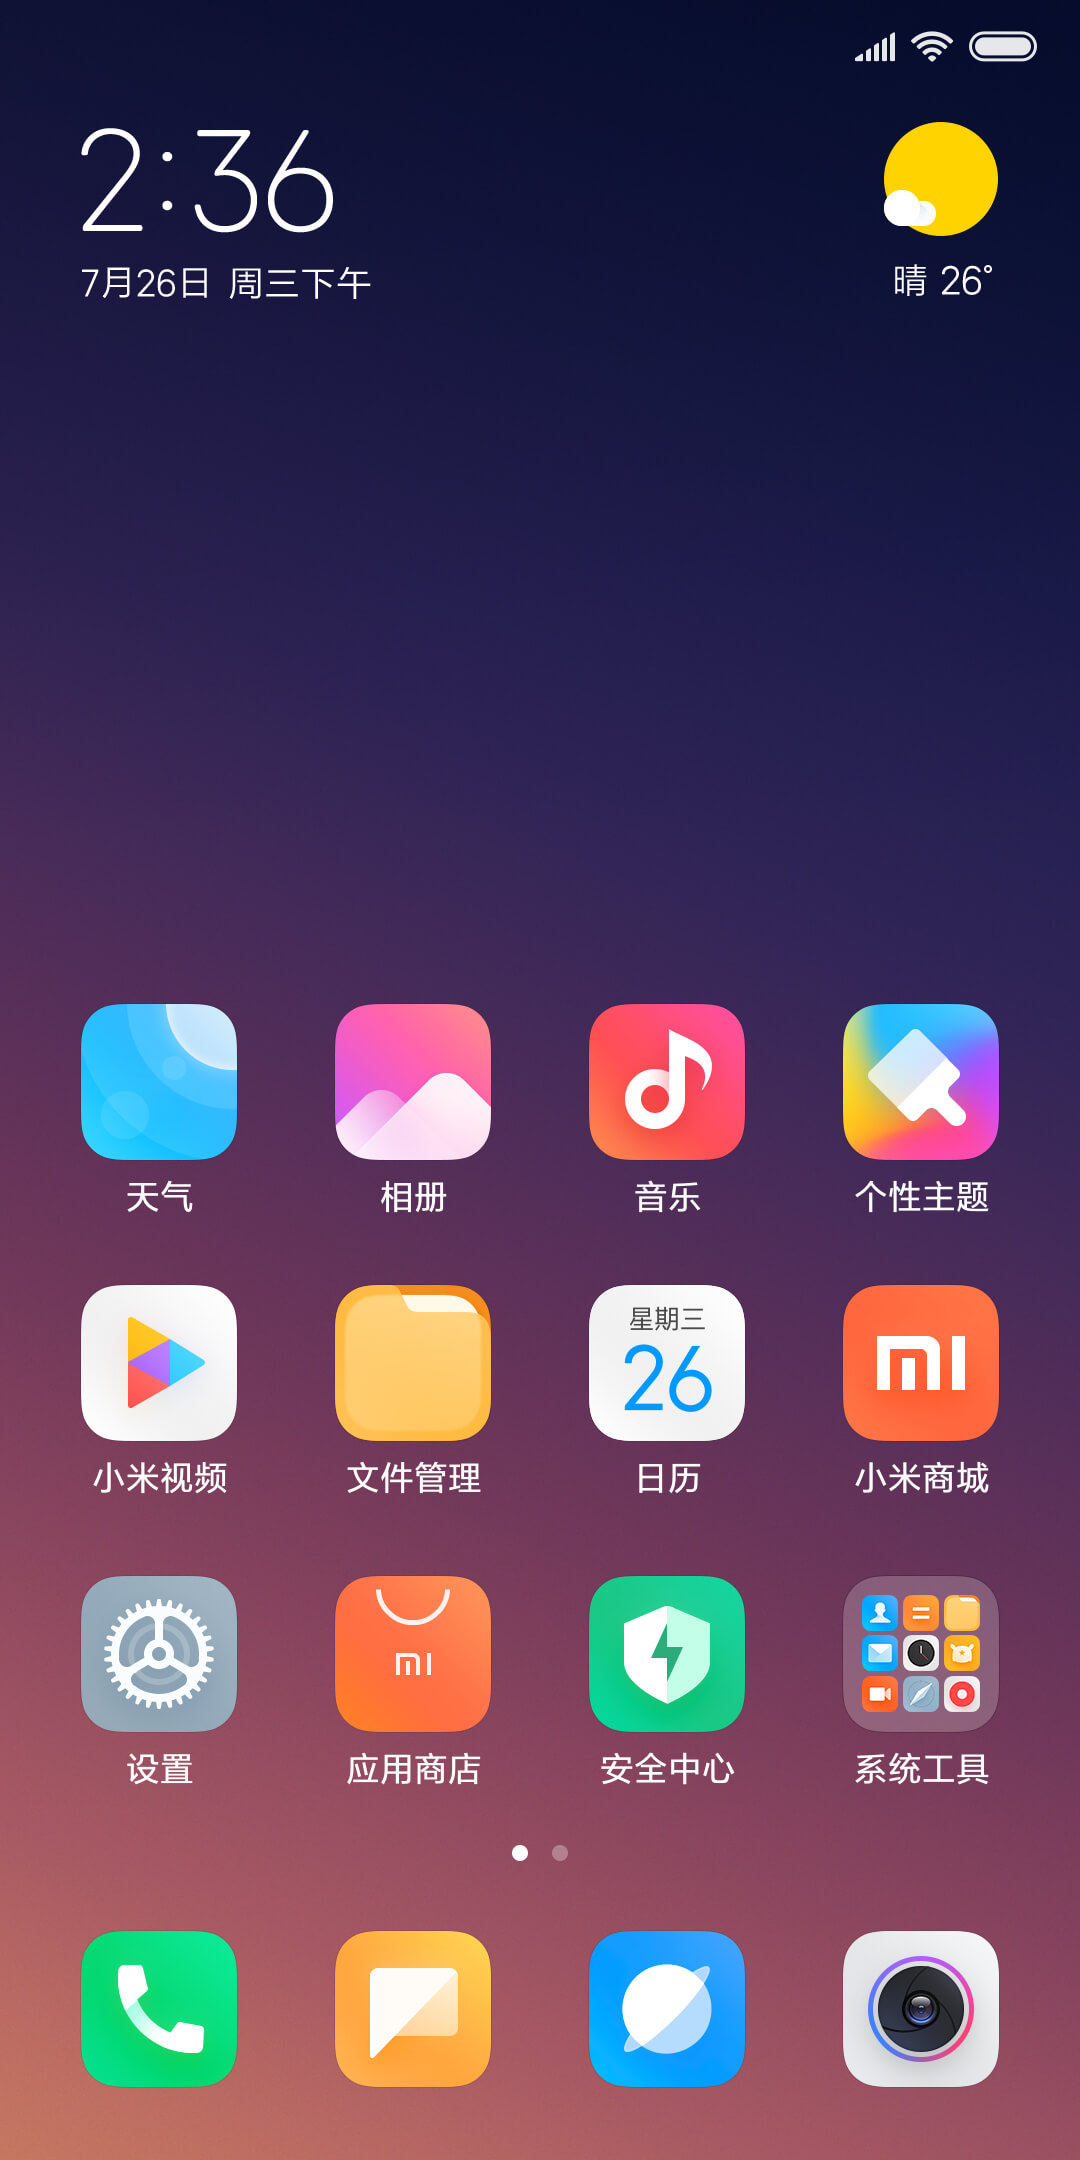 2:36
7月26日 周三下午
晴 26°
天气
相册
音乐
个性主题
小米视频
文件管理
星期三
26
日历
mi
小米商城
设置
mi
应用商店
安全中心
系统工具